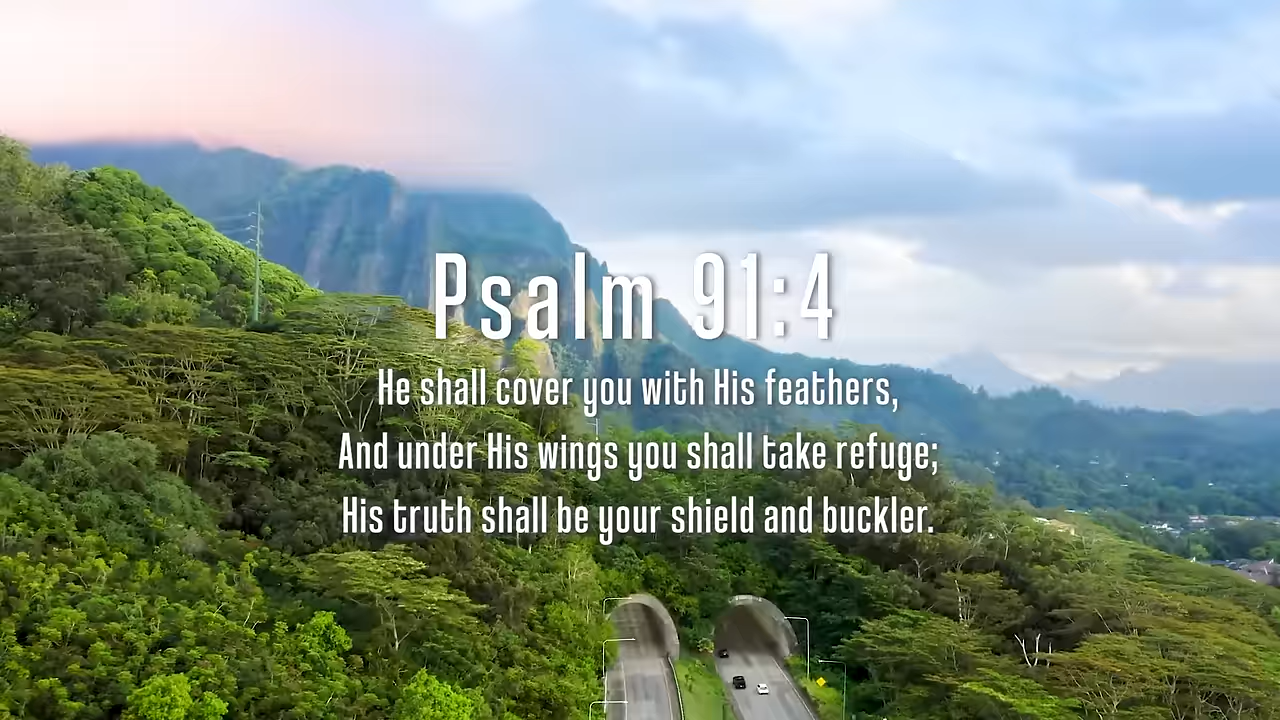 Psalm 91:4
He shall cover you with His feathers,
And under His wings you shall take refuge;
His truth shall be your shield and buckler.